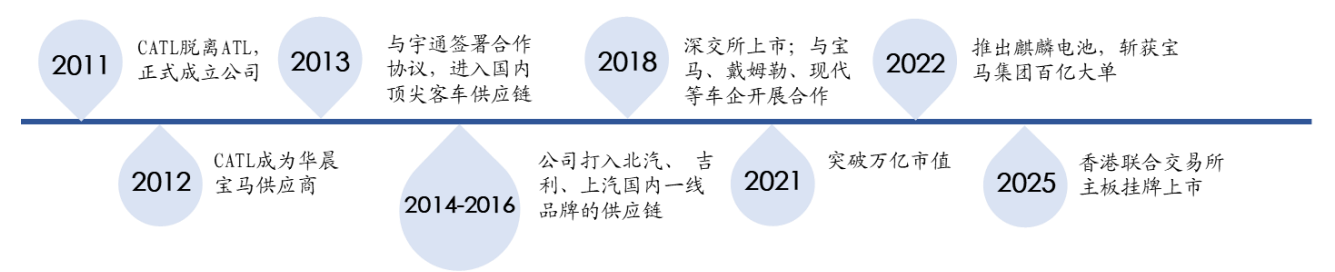 2011
CATL脱离ATL,
正式成立公司
2012
CATL成为华晨
宝马供应商
2013
与宇通签署合作
协议，进入国内
顶尖客车供应链
2014-2016
公司打入北汽、 吉
利、上汽国内一线
品牌的供应链
2018
深交所上市；与宝
马、戴姆勒、现代
等车企开展合作
2021
突破万亿市值
2022
推出麒麟电池，斩获宝
马集团百亿大单
2025
香港联合交易所
主板挂牌上市